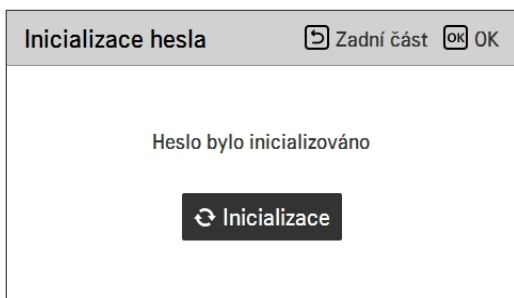 Inicializace hesla Zadní část OK OK
Heslo bylo inicializováno
Inicializace